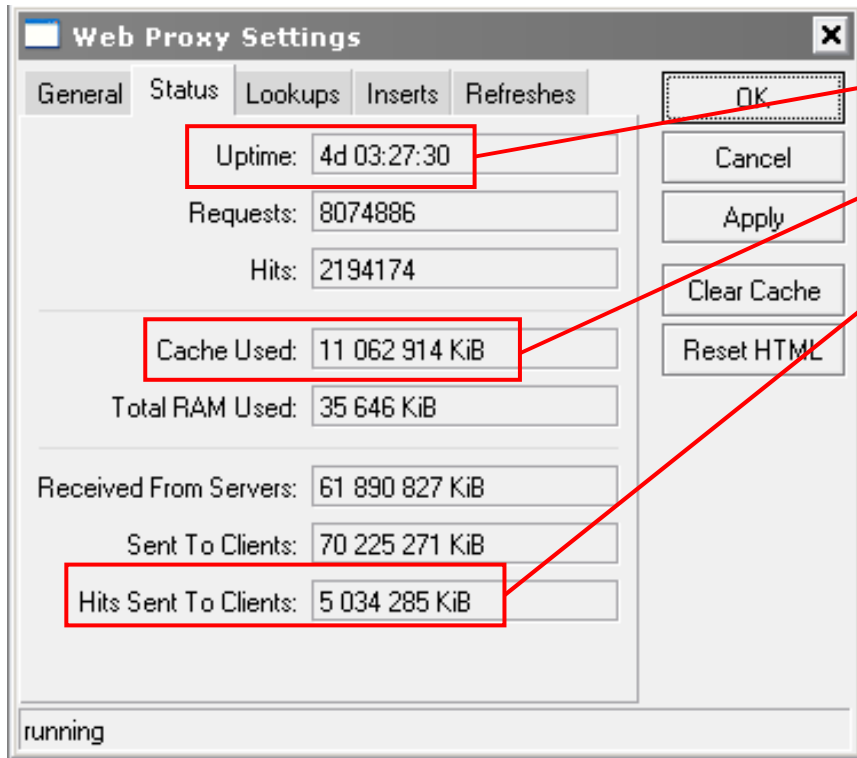 Web Proxy Settings
General Status Lookups Inserts Refreshes
OK
Cancel
Apply
Clear Cache
Reset HTML
Uptime: 4d 03:27:30
Requests: 8074886
Hits: 2194174
Cache Used: 11 062 914 KiB
Total RAM Used: 35 646 KiB
Received From Servers: 61 890 827 KiB
Sent To Clients: 70 225 271 KiB
Hits Sent To Clients: 5 034 285 KiB
running